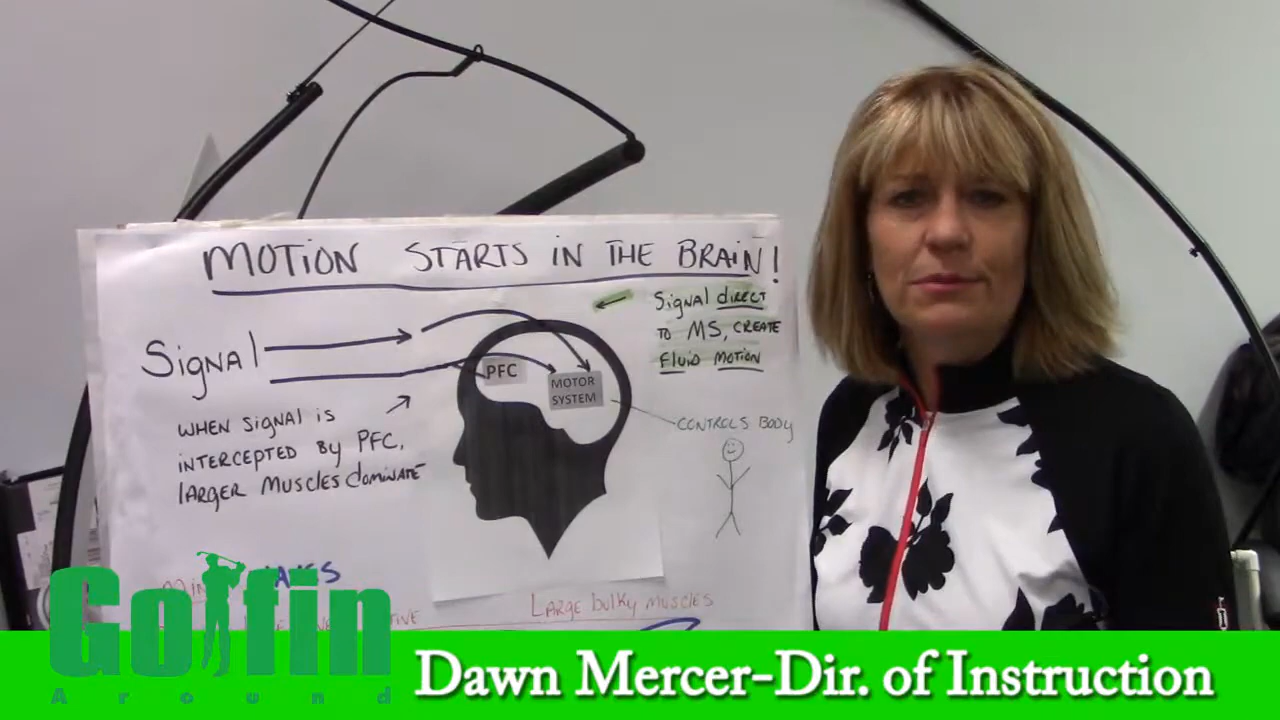 MOTION STARTS IN THE BRAIN!
Signal direct
TO MS, CREATE
Fluid MOTION
SIGNAl
PFC
MOTOR
SYSTEM
WHEN SIGNAL IS
INTERCEPTED BY PFC,
lARGER MUSCLES DOMINATE
CONTROLS BODY
LARGE bulky MUSCLES
Golfin
Around
Dawn Mercer-Dir. of Instruction